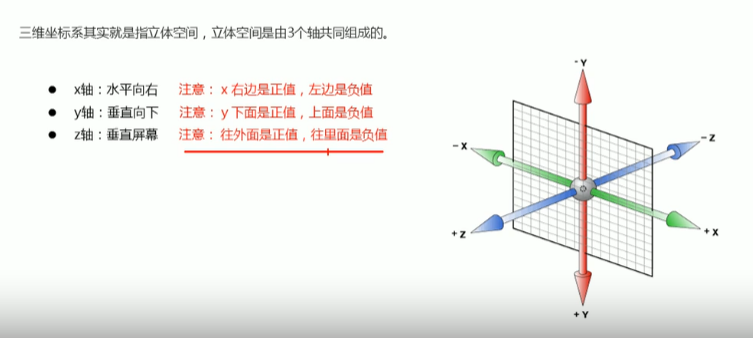 三维坐标系其实就是指立体空间，立体空间是由3个轴共同组成的。
● x轴：水平向右 注意：x 右边是正值，左边是负值
● y轴：垂直向下 注意：y 下面是正值，上面是负值
● z轴：垂直屏幕 注意：往外面是正值，往里面是负值
- Y
- X
- Z
+ Z
+ X
+ Y